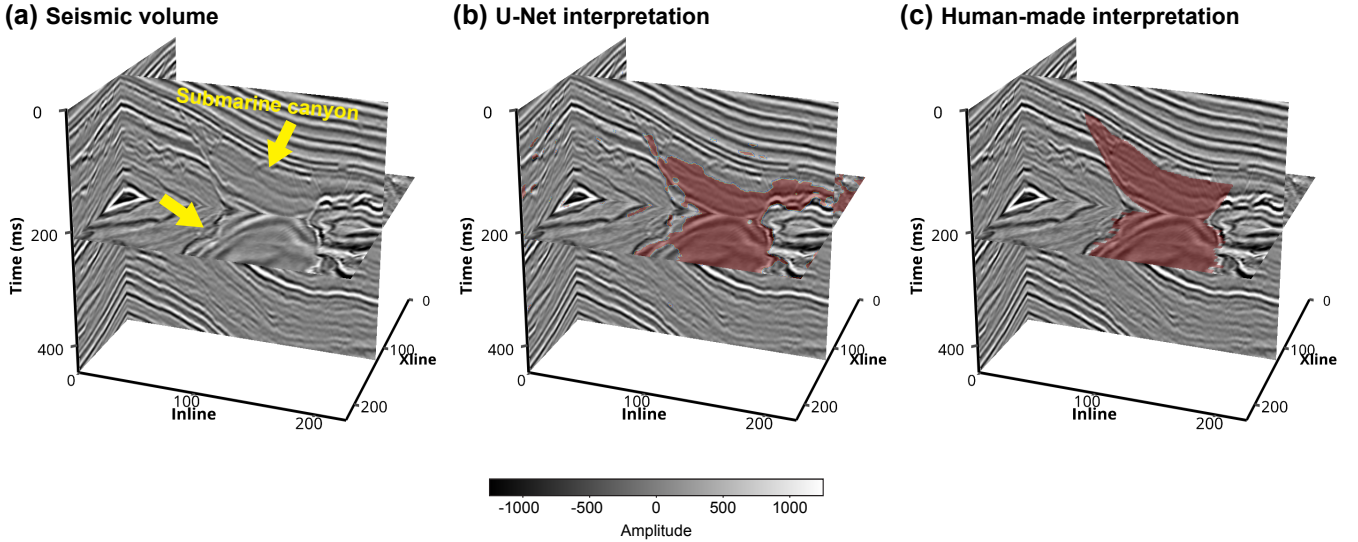 (a) Seismic volume
(b) U-Net interpretation
(c) Human-made interpretation
Submarine canyon
0
200
400
Time (ms)
0
100
200
Inline
0
100
200
Xline
0
200
400
Time (ms)
0
100
200
Inline
0
100
200
Xline
0
200
400
Time (ms)
0
100
200
Inline
0
100
200
Xline
-1000 -500 0 500 1000
Amplitude